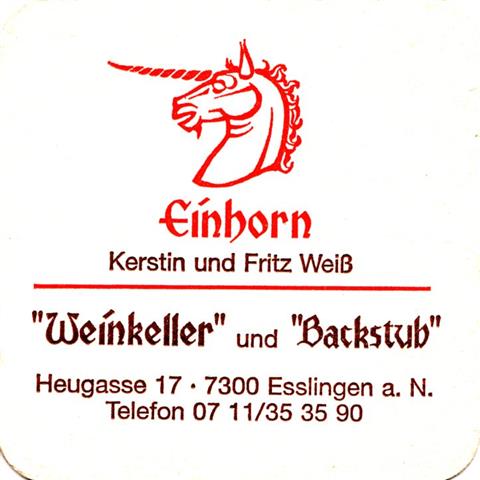 Einhorn
Kerstin und Fritz Weiß
"Weinkeller" und "Backstub"
Heugasse 17 · 7300 Esslingen a. N.
Telefon 07 11/35 35 90